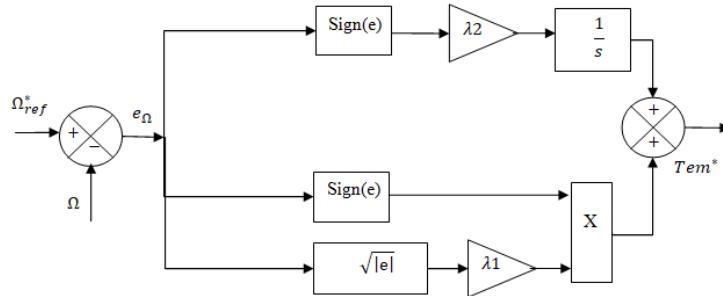 Sign(e)
λ2
1
s
Ω*ref
+
−
eΩ
Ω
+
+
Tem*
Sign(e)
X
√|e|
λ1